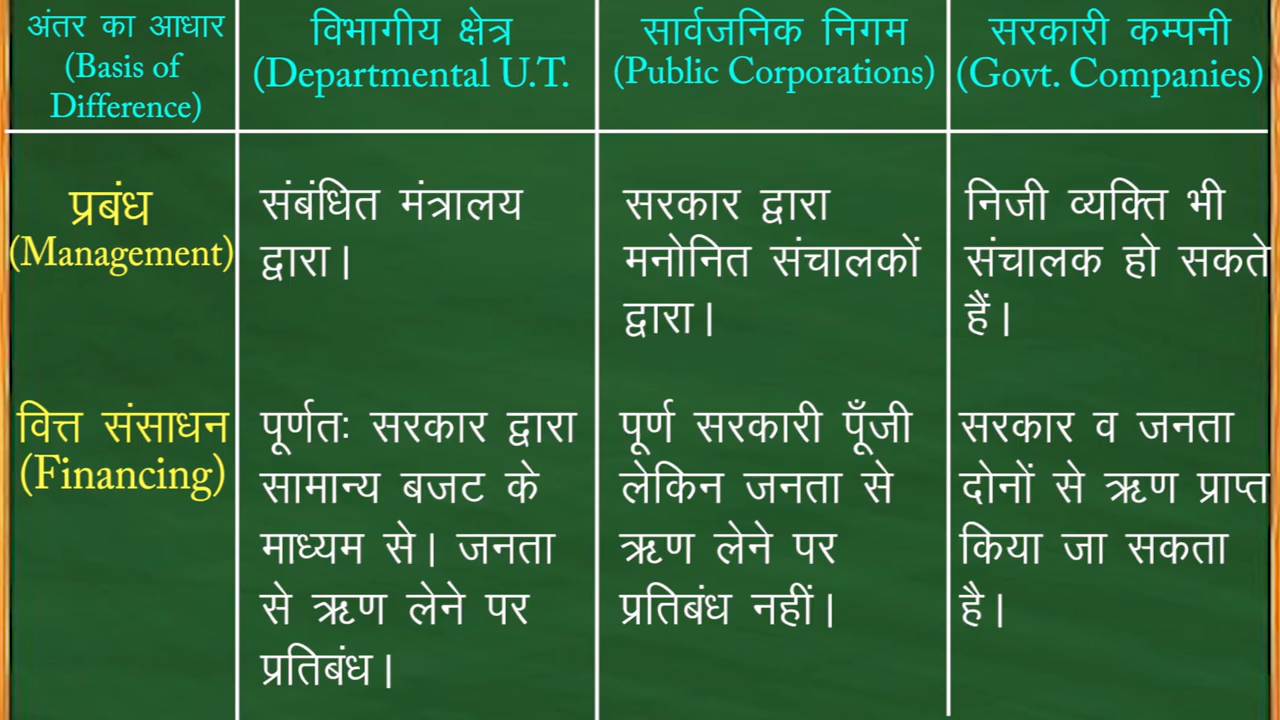 अंतर का आधार
(Basis of
Difference)
विभागीय क्षेत्र
(Departmental U.T.
सार्वजनिक निगम
(Public Corporations)
सरकारी कम्पनी
(Govt. Companies)
प्रबंध
(Management)
संबंधित मंत्रालय
द्वारा।
सरकार द्वारा
मनोनित संचालकों
द्वारा।
निजी व्यक्ति भी
संचालक हो सकते
हैं।
वित्त संसाधन
(Financing)
पूर्णतः सरकार द्वारा
सामान्य बजट के
माध्यम से। जनता
से ऋण लेने पर
प्रतिबंध।
पूर्ण सरकारी पूँजी
लेकिन जनता से
ऋण लेने पर
प्रतिबंध नहीं।
सरकार व जनता
दोनों से ऋण प्राप्त
किया जा सकता
है।